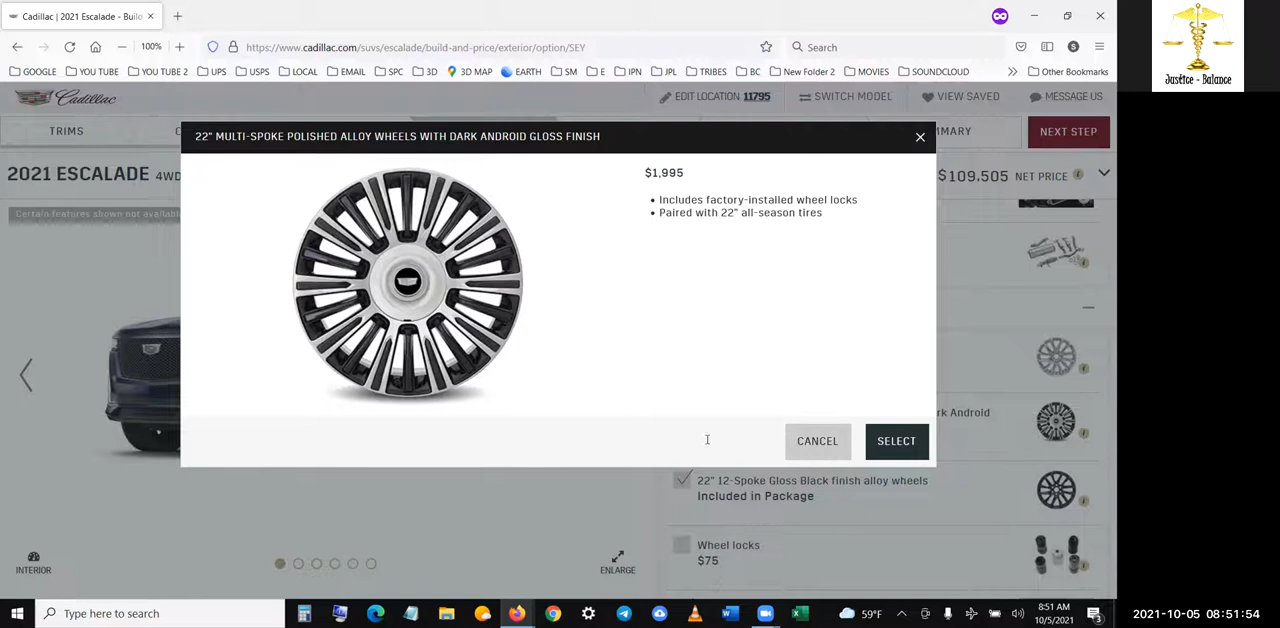 Cadillac | 2021 Escalade - Buil
100%
https://www.cadillac.com/suvs/escalade/build-and-price/exterior/option/SEY
Search
GOOGLE YOU TUBE YOU TUBE 2 UPS USPS LOCAL EMAIL SPC 3D 3D MAP EARTH SM E IPN JPL TRIBES BC New Folder 2 MOVIES SOUNDCLOUD Other Bookmarks
Cadillac
EDIT LOCATION 11795
SWITCH MODEL
VIEW SAVED
MESSAGE US
TRIMS
C
MMARY
NEXT STEP
22" MULTI-SPOKE POLISHED ALLOY WHEELS WITH DARK ANDROID GLOSS FINISH
2021 ESCALADE 4WD
$109,505 NET PRICE
Certain features shown not available
$1,995
• Includes factory-installed wheel locks
• Paired with 22" all-season tires
rk Android
CANCEL
SELECT
22" 12-Spoke Gloss Black finish alloy wheels
Included in Package
Wheel locks
$75
INTERIOR
ENLARGE
Type here to search
59°F
8:51 AM
10/5/2021
3
Justice - Balance
2021-10-05 08:51:54